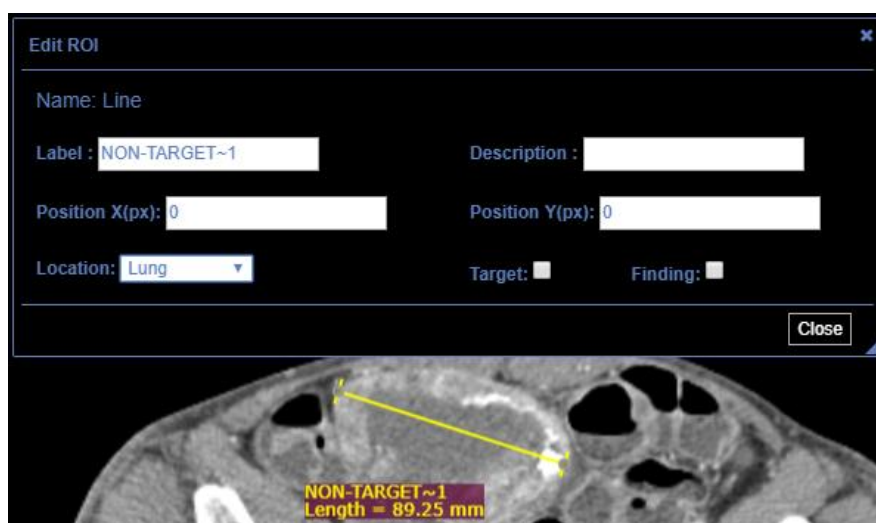 Edit ROI ×
Name: Line
Label : NON-TARGET~1 Description :
Position X(px): 0 Position Y(px): 0
Location: Lung Target: Finding:
Close
NON-TARGET~1
Length = 89.25 mm